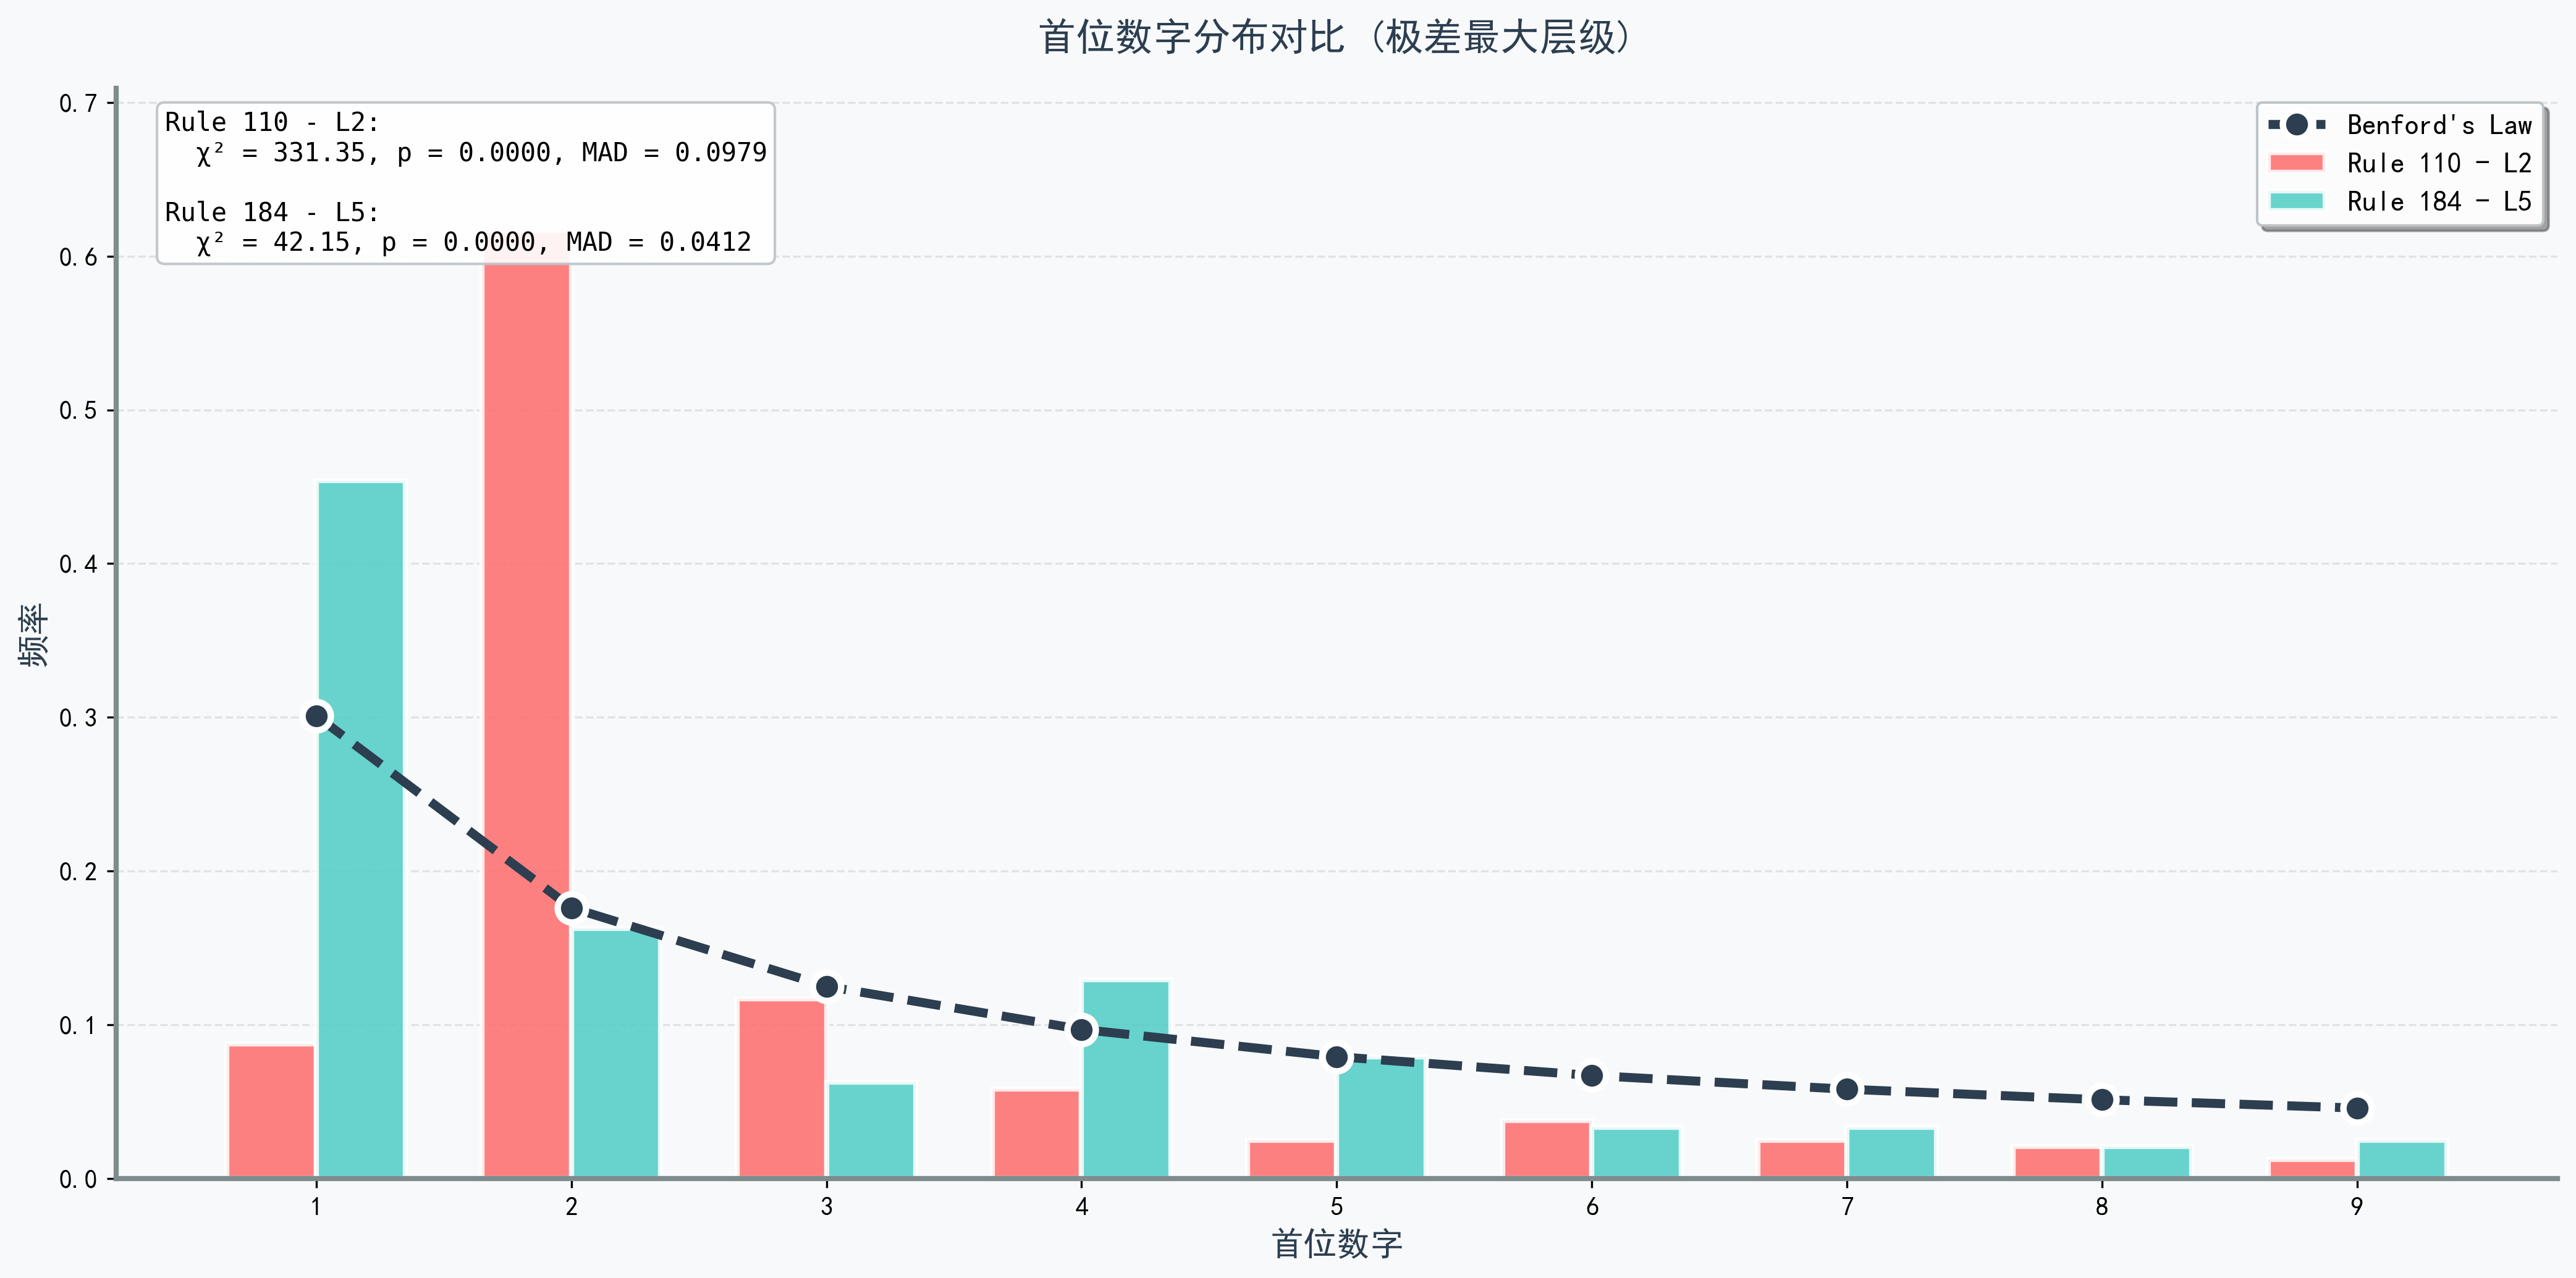 首位数字分布对比 (极差最大层级)
Rule 110 - L2:
χ² = 331.35, p = 0.0000, MAD = 0.0979
Rule 184 - L5:
χ² = 42.15, p = 0.0000, MAD = 0.0412
Benford's Law
Rule 110 - L2
Rule 184 - L5
频率
0.7
0.6
0.5
0.4
0.3
0.2
0.1
0.0
1 2 3 4 5 6 7 8 9
首位数字